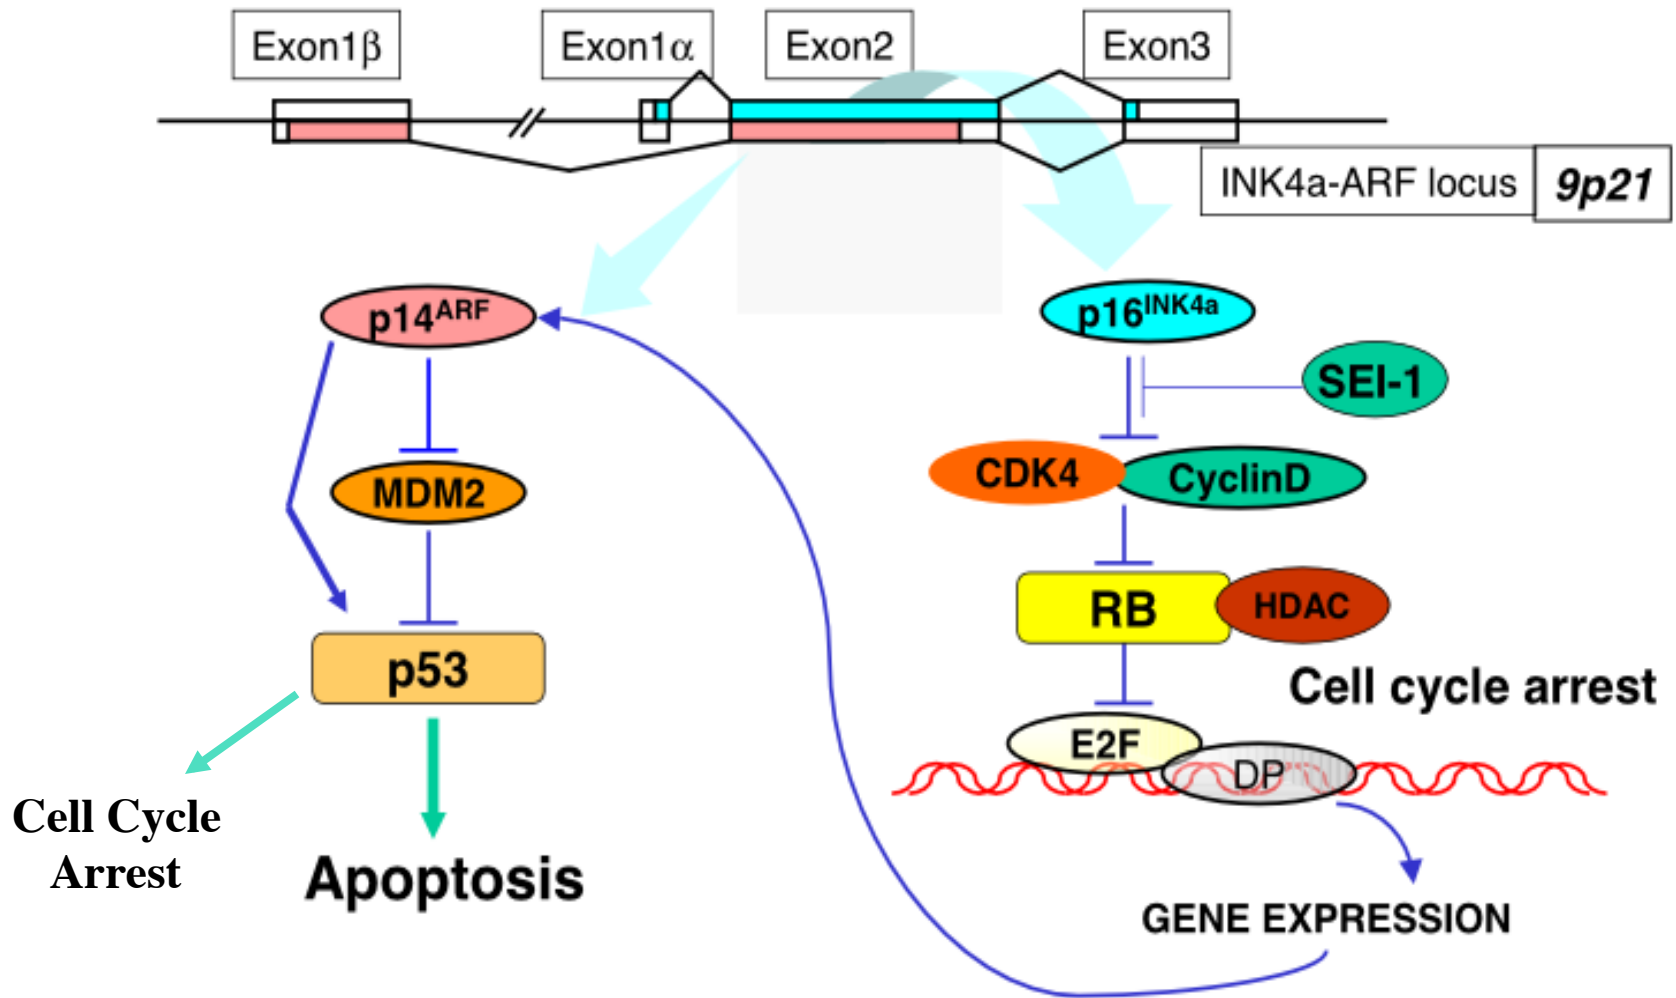 Exon1β
Exon1α
Exon2
Exon3
INK4a-ARF locus
9p21
p14ARF
p16INK4a
SEI-1
MDM2
CDK4
CyclinD
RB
HDAC
p53
Cell cycle arrest
E2F
DP
Cell Cycle
Arrest
Apoptosis
GENE EXPRESSION